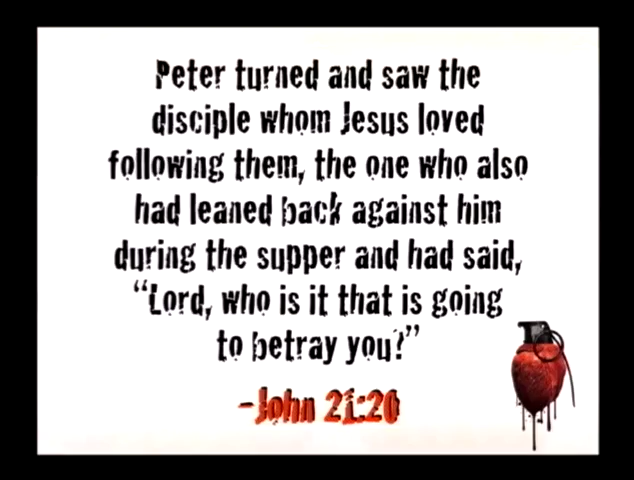 Peter turned and saw the
disciple whom Jesus loved
following them, the one who also
had leaned back against him
during the supper and had said,
“Lord, who is it that is going
to betray you?”
-John 21:20